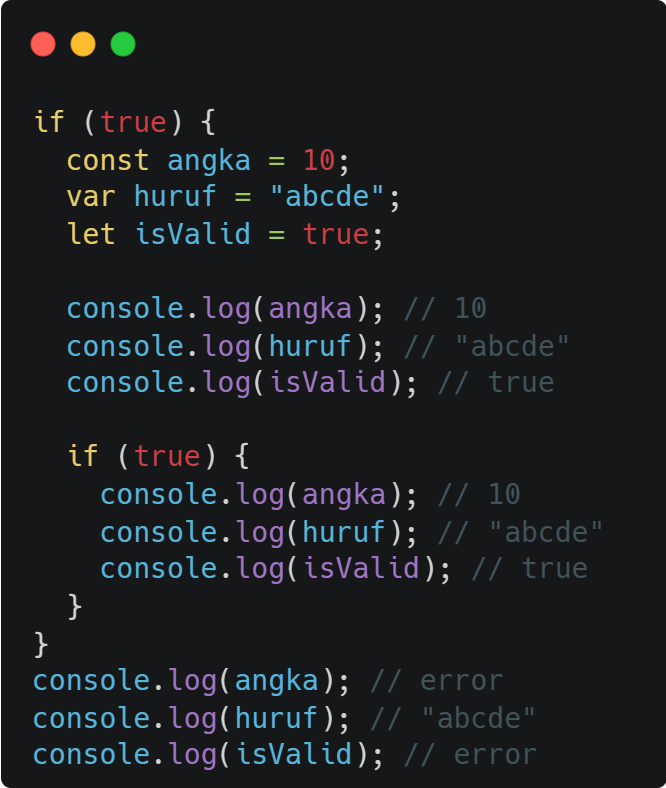 if (true) {
  const angka = 10;
  var huruf = "abcde";
  let isValid = true;

  console.log(angka); // 10
  console.log(huruf); // "abcde"
  console.log(isValid); // true

  if (true) {
    console.log(angka); // 10
    console.log(huruf); // "abcde"
    console.log(isValid); // true
  }
}
console.log(angka); // error
console.log(huruf); // "abcde"
console.log(isValid); // error